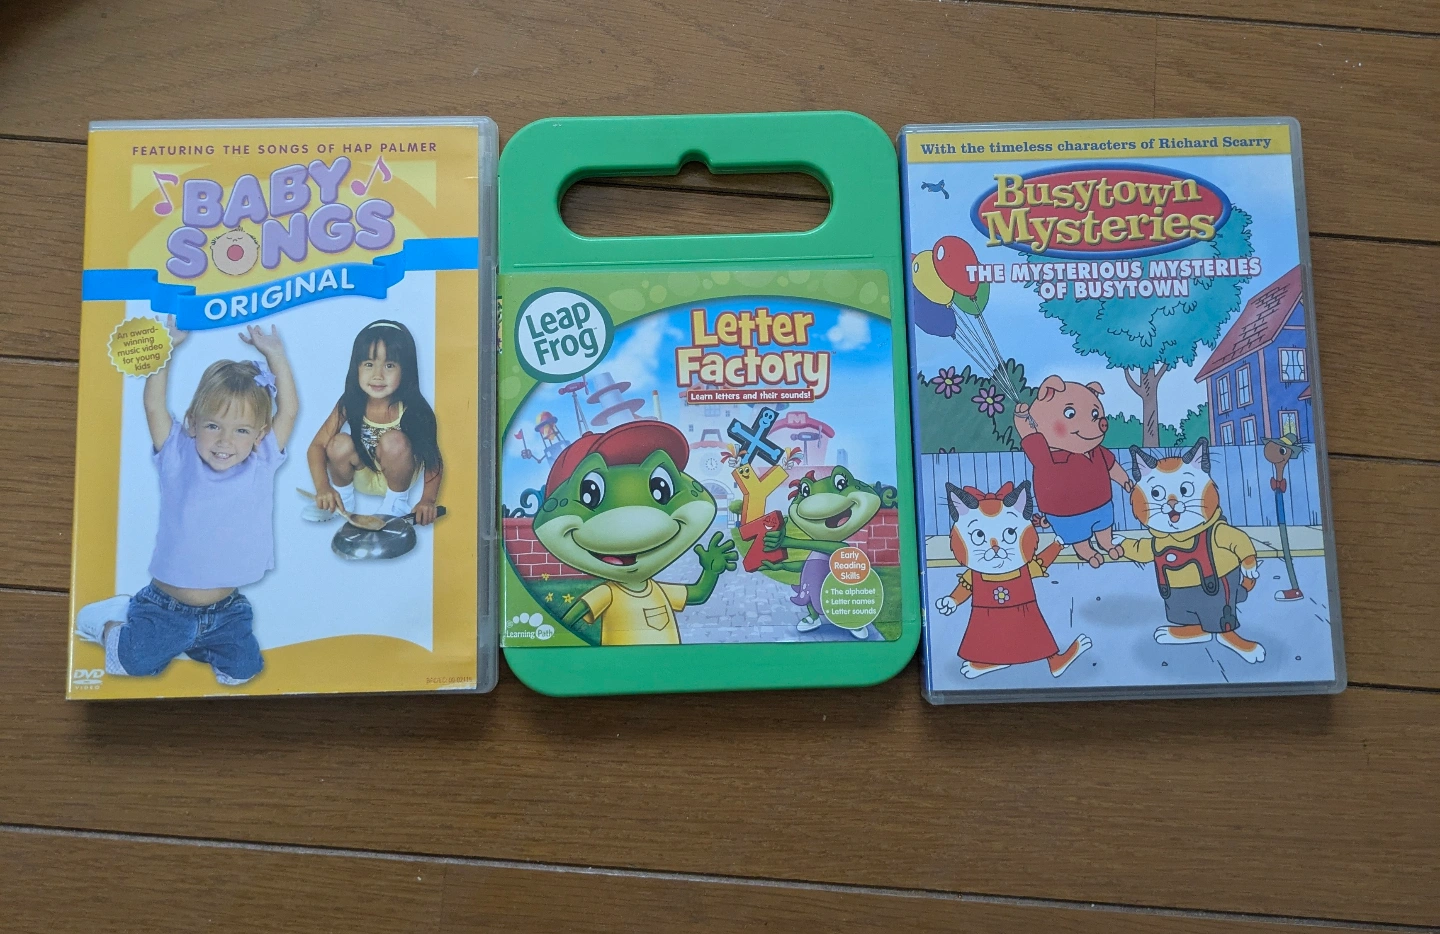 FEATURING THE SONGS OF HAP PALMER
BABY
SONGS
ORIGINAL
An award-
winning
music video
for young
kids
DVD
VIDEO
Leap
Frog
Letter
Factory
Learn letters and their sounds!
Early
Reading
Skills
• The alphabet
• Letter names
• Letter sounds
Learning Path
With the timeless characters of Richard Scarry
Busytown
Mysteries
THE MYSTERIOUS MYSTERIES
OF BUSYTOWN